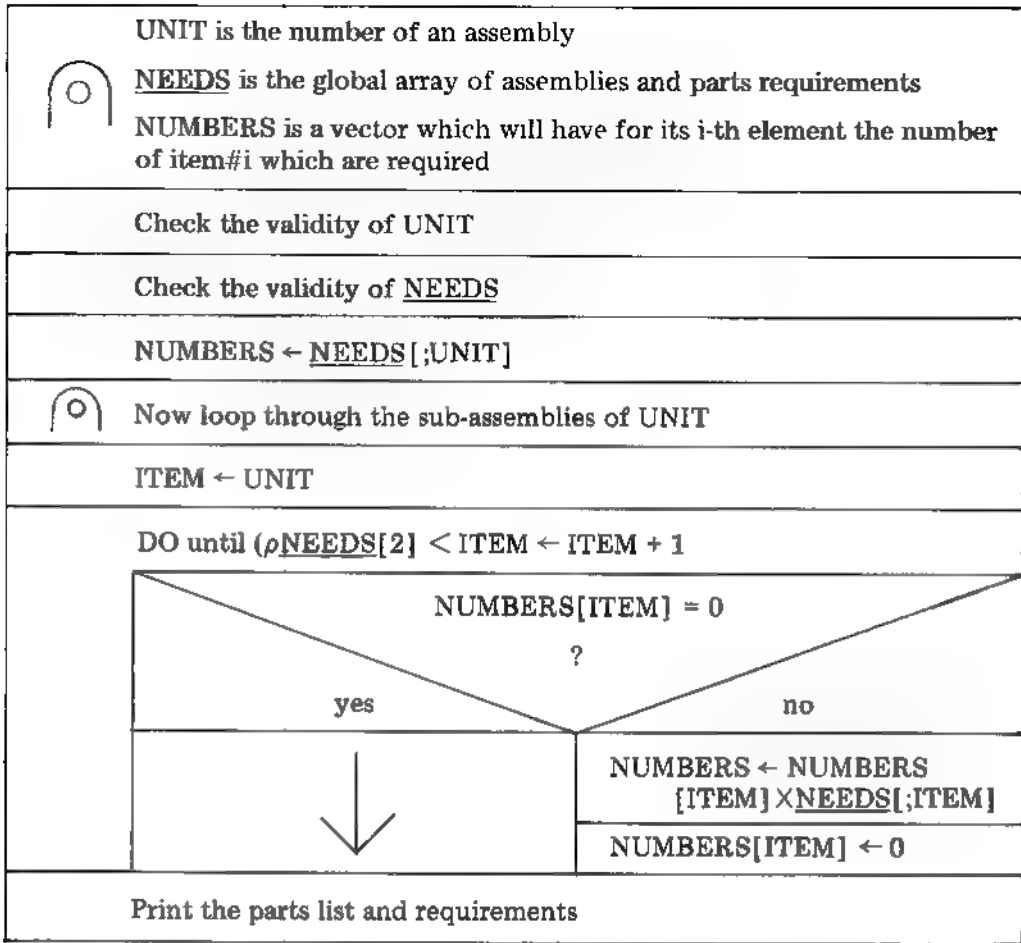 UNIT is the number of an assembly
NEEDS is the global array of assemblies and parts requirements
NUMBERS is a vector which will have for its i-th element the number
of item#i which are required
Check the validity of UNIT
Check the validity of NEEDS
NUMBERS ← NEEDS[;UNIT]
Now loop through the sub-assemblies of UNIT
ITEM ← UNIT
DO until (ρNEEDS[2] < ITEM ← ITEM + 1
NUMBERS[ITEM] = 0
?
yes
no
NUMBERS ← NUMBERS
[ITEM]×NEEDS[;ITEM]
NUMBERS[ITEM] ← 0
Print the parts list and requirements